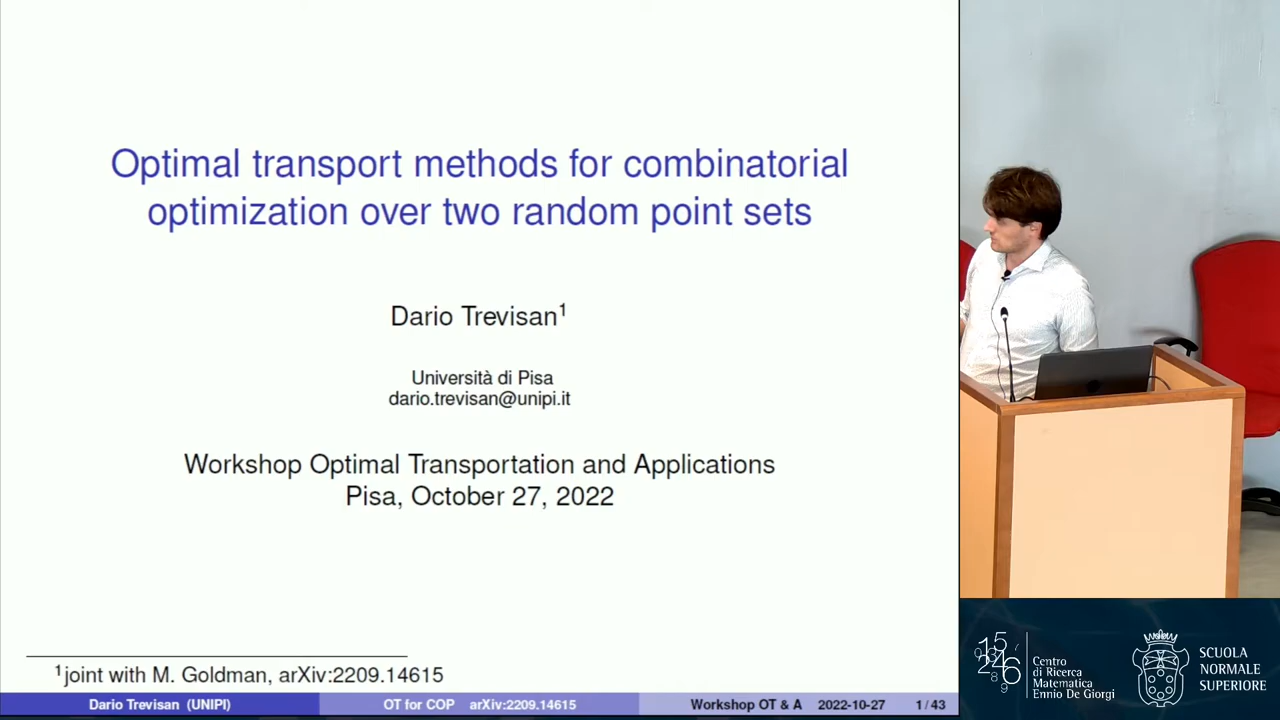 Optimal transport methods for combinatorial
optimization over two random point sets
Dario Trevisan¹
Università di Pisa
dario.trevisan@unipi.it
Workshop Optimal Transportation and Applications
Pisa, October 27, 2022
¹joint with M. Goldman, arXiv:2209.14615
Dario Trevisan (UNIPI) OT for COP arXiv:2209.14615 Workshop OT & A 2022-10-27 1 / 43
Centro
di Ricerca
Matematica
Ennio De Giorgi
SCUOLA
NORMALE
SUPERIORE